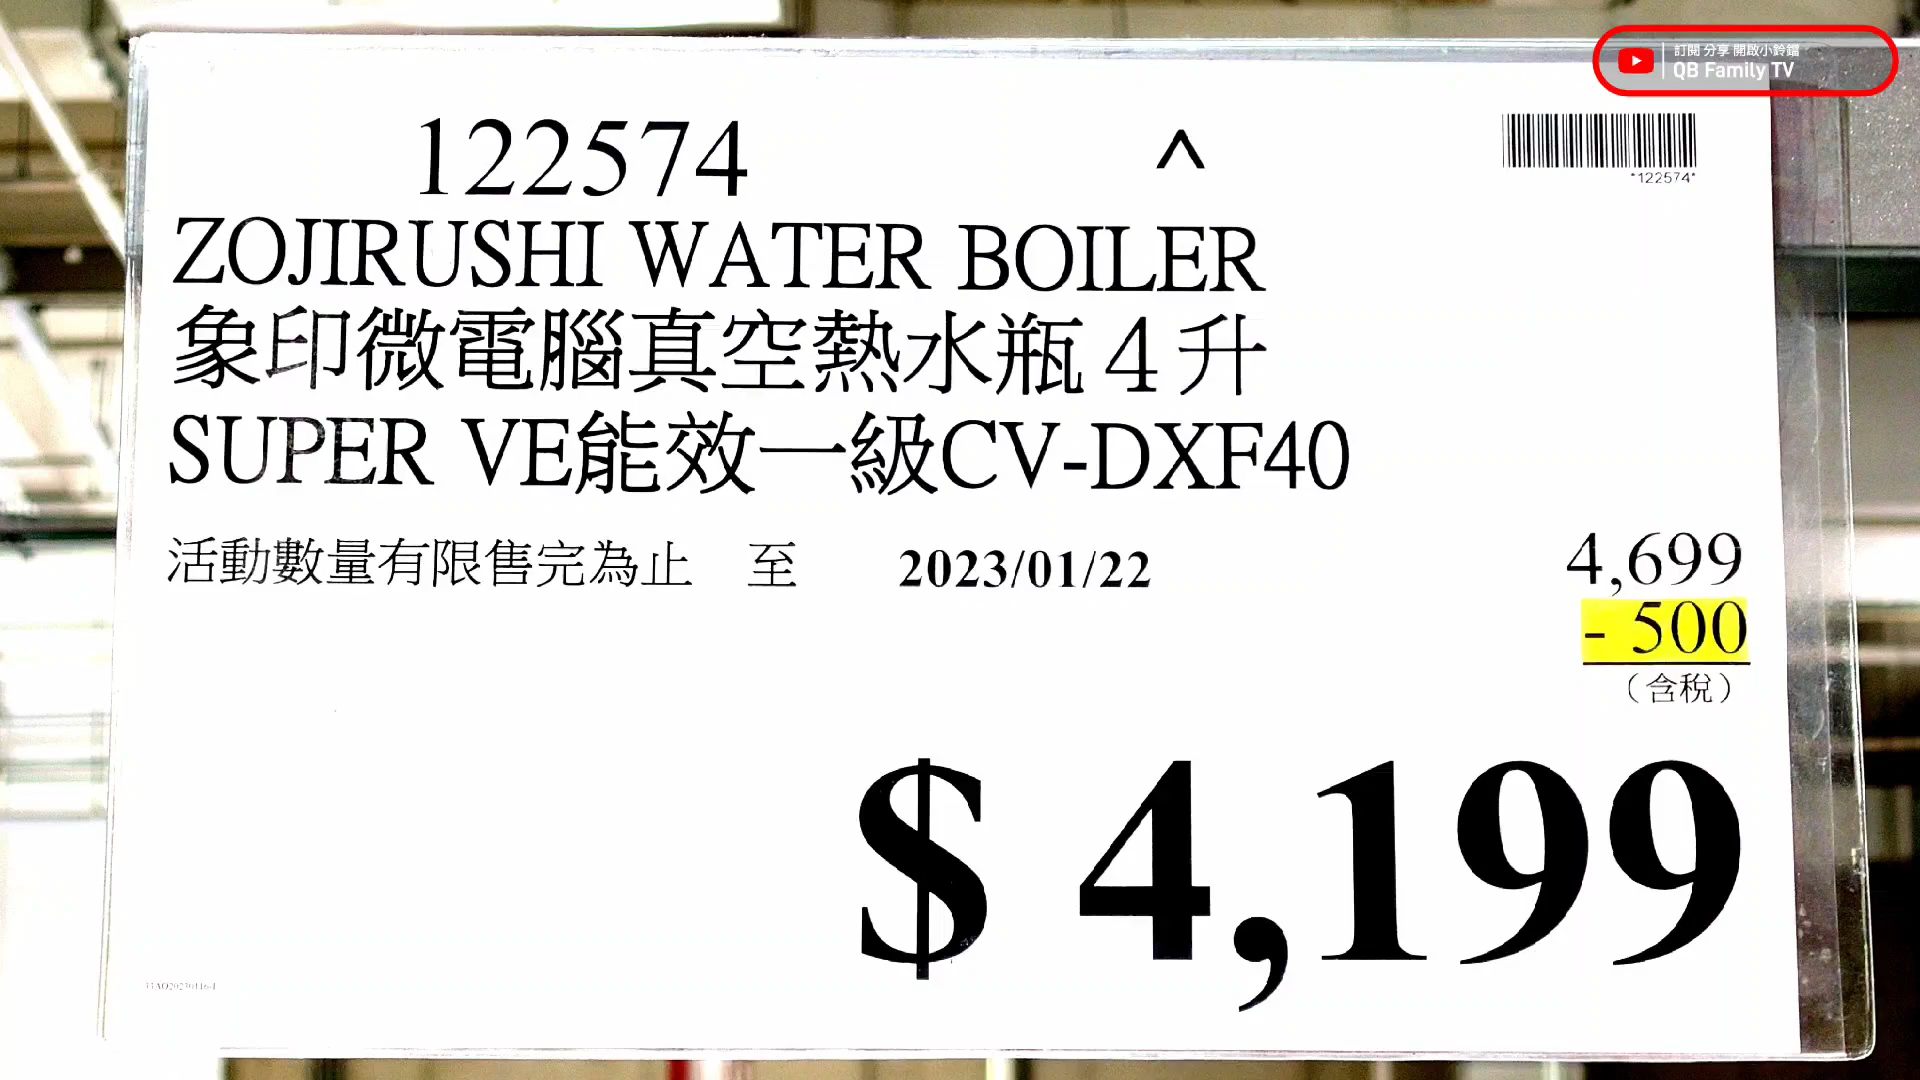 訂閱 分享 開啟小鈴鐺
QB Family TV
122574 ^
*122574*
ZOJIRUSHI WATER BOILER
象印微電腦真空熱水瓶4升
SUPER VE能效一級CV-DXF40
活動數量有限售完為止 至 2023/01/22
4,699
- 500
(含稅)
$ 4,199